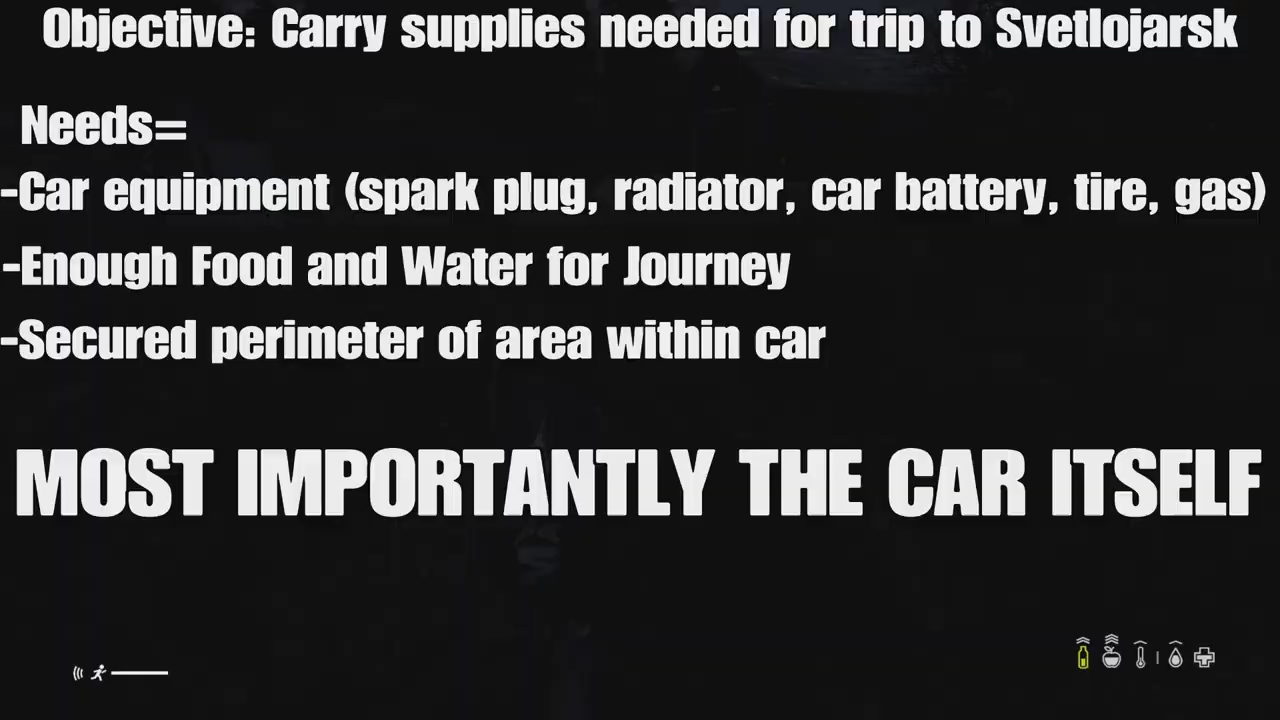 Objective: Carry supplies needed for trip to Svetlojarsk
Needs=
-Car equipment (spark plug, radiator, car battery, tire, gas)
-Enough Food and Water for Journey
-Secured perimeter of area within car
MOST IMPORTANTLY THE CAR ITSELF